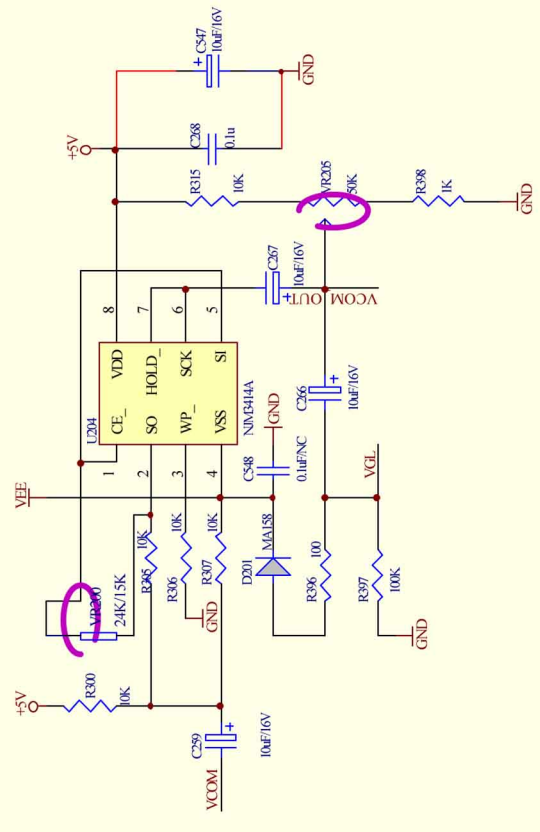 +5V
C547
10uF/16V
GND
C268
0.1u
R315
10K
VR205
50K
R398
1K
GND
C267
10uF/16V
VCOM_OUT
8
7
6
5
VDD
HOLD_
SCK
SI
U204
CE_
SO
WP_
VSS
NJM3414A
1
2
3
4
VEE
C548
0.1uF/NC
GND
C266
10uF/16V
VGL
VR200
24K/15K
R305
10K
R306
10K
GND
R307
10K
D201
MA158
R396
100
R397
100K
GND
+5V
R300
10K
C259
10uF/16V
VCOM